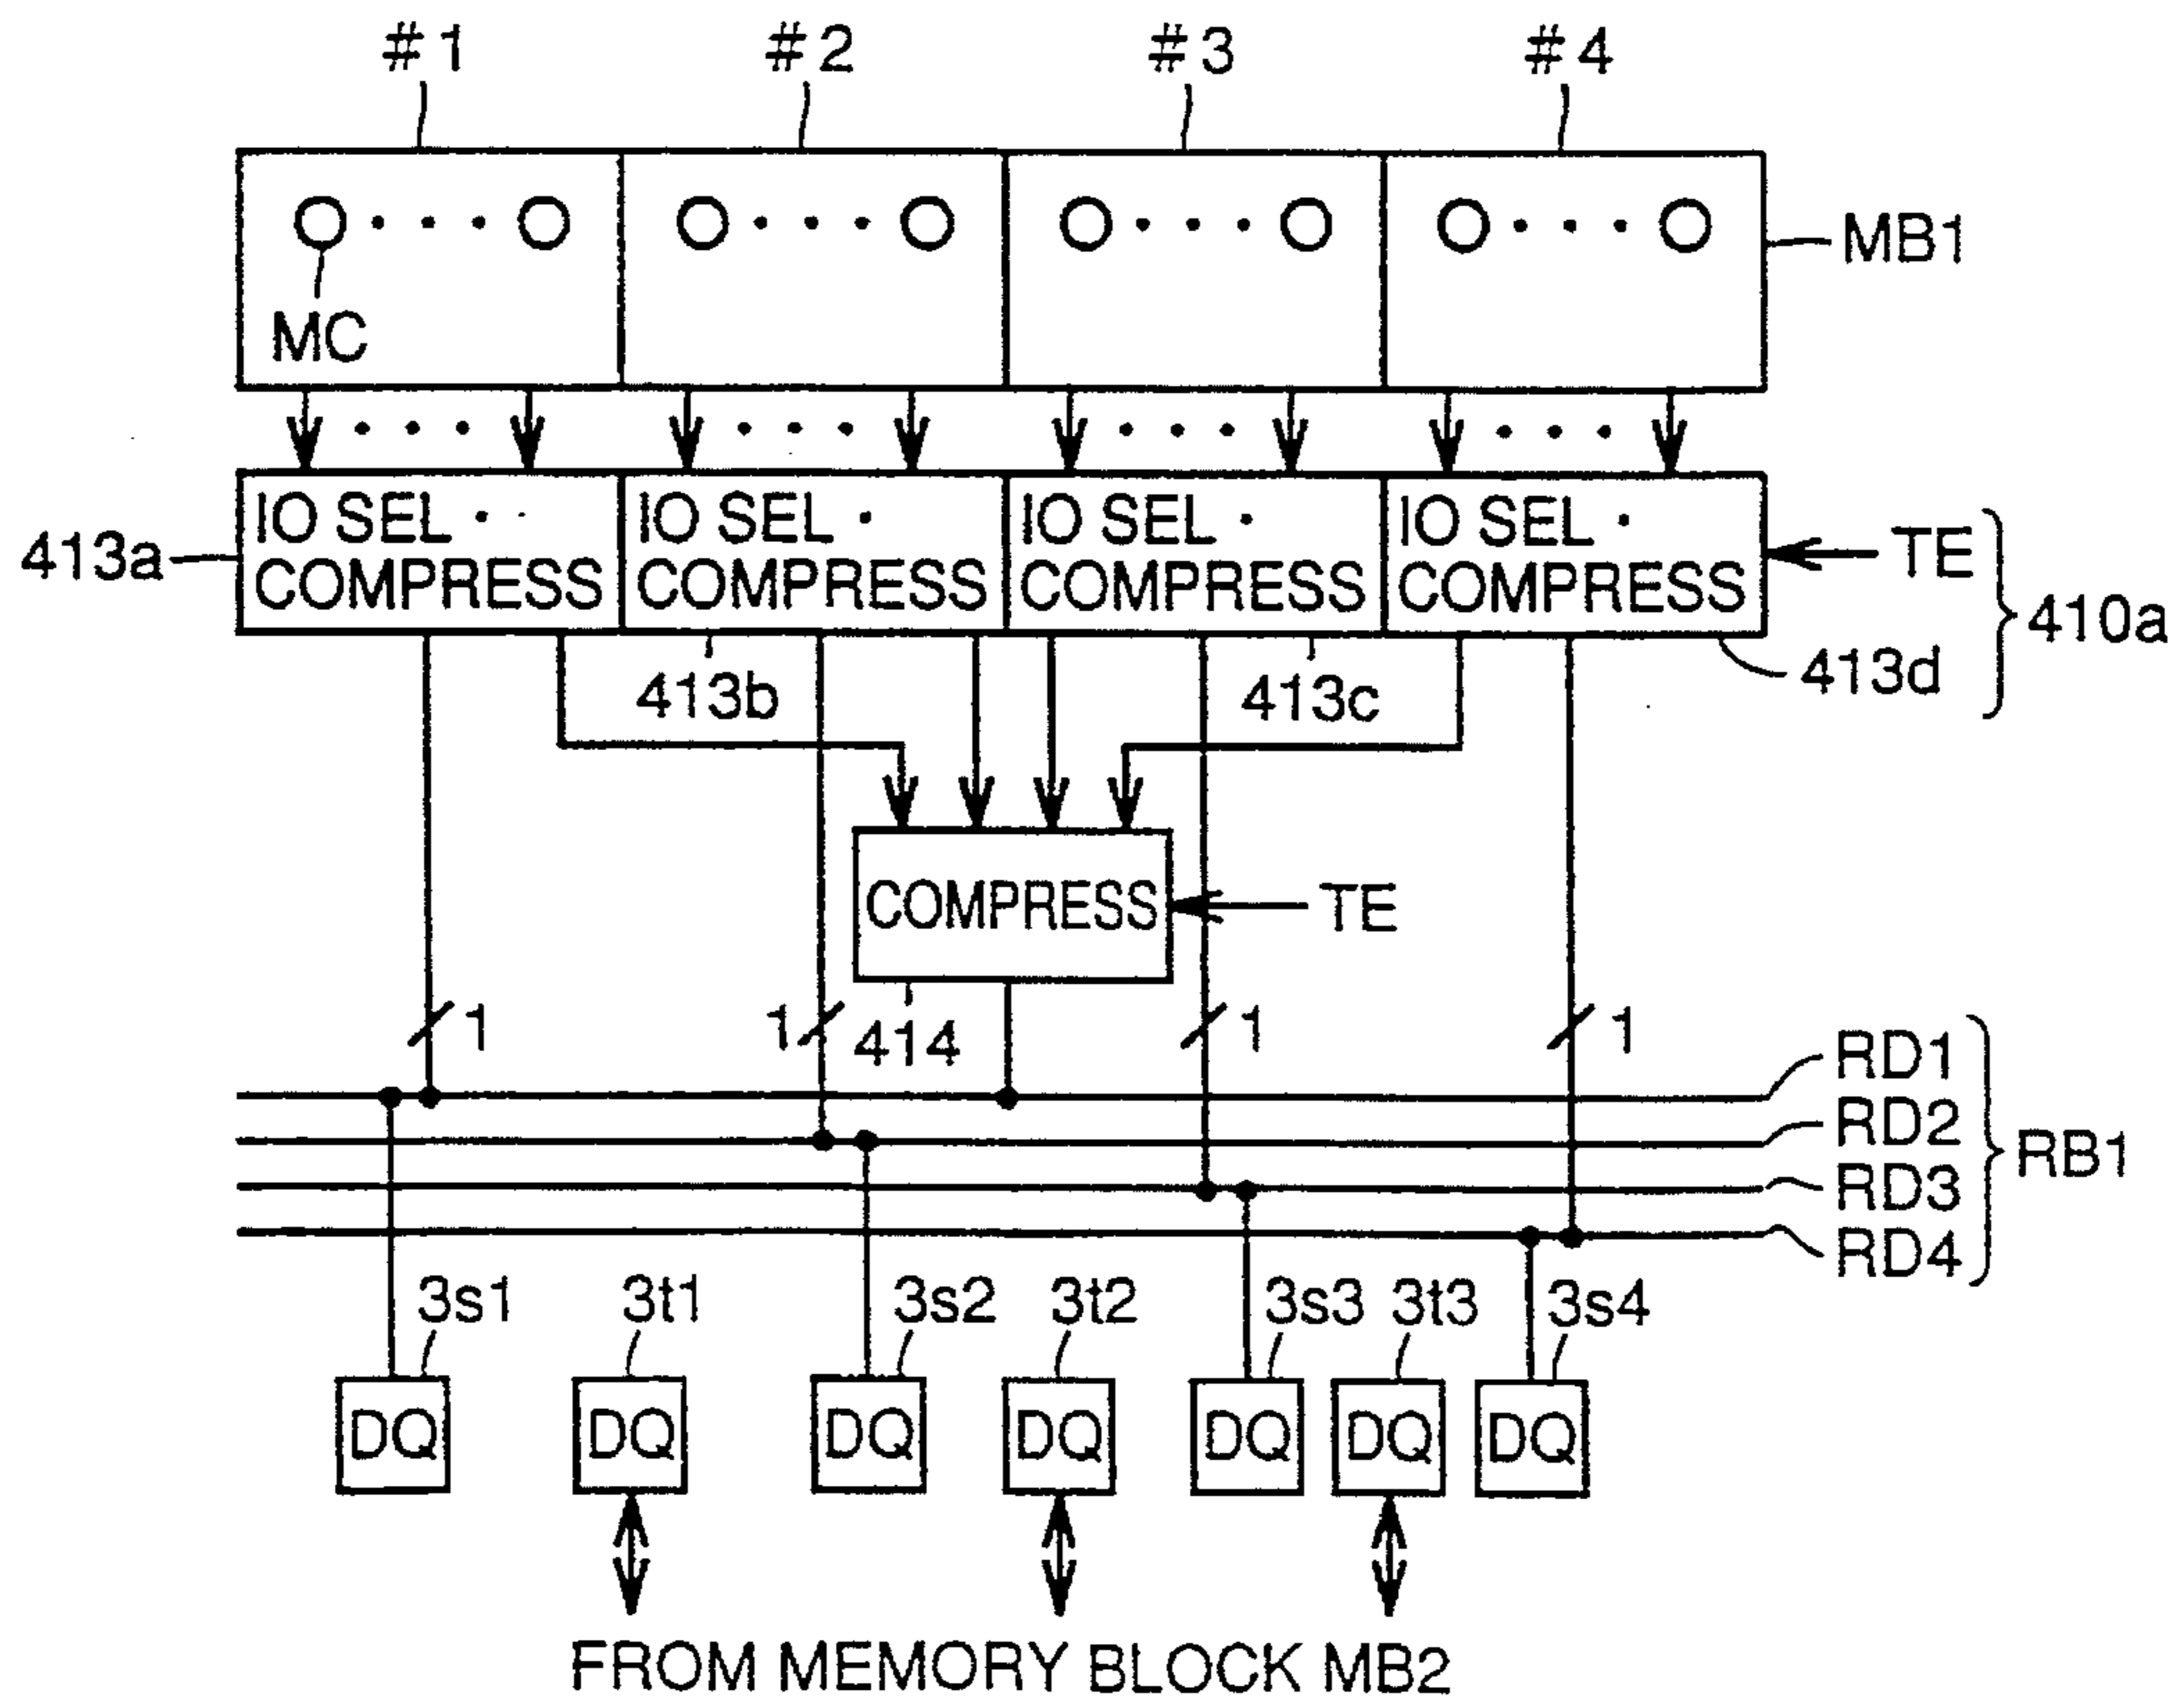 #1 #2 #3 #4
MB1
MC
IO SEL · COMPRESS
IO SEL · COMPRESS
IO SEL · COMPRESS
IO SEL · COMPRESS
413a
TE
410a
413b
413c
413d
COMPRESS
TE
1
1
414
1
1
RD1
RD2
RD3
RD4
RB1
3s1
3t1
3s2
3t2
3s3
3t3
3s4
DQ
DQ
DQ
DQ
DQ
DQ
DQ
FROM MEMORY BLOCK MB2